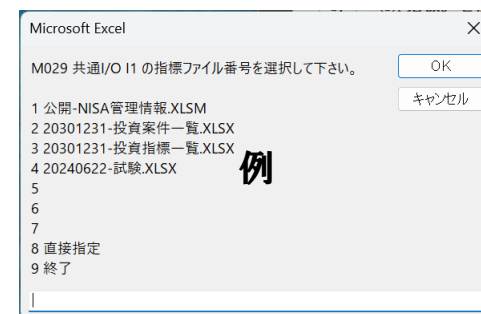 Microsoft Excel
M029 共通I/O I1 の指標ファイル番号を選択して下さい。
OK
キャンセル
1 公開-NISA管理情報.XLSM
2 20301231-投資案件一覧.XLSX
3 20301231-投資指標一覧.XLSX
4 20240622-試験.XLSX
例
5
6
7
8 直接指定
9 終了